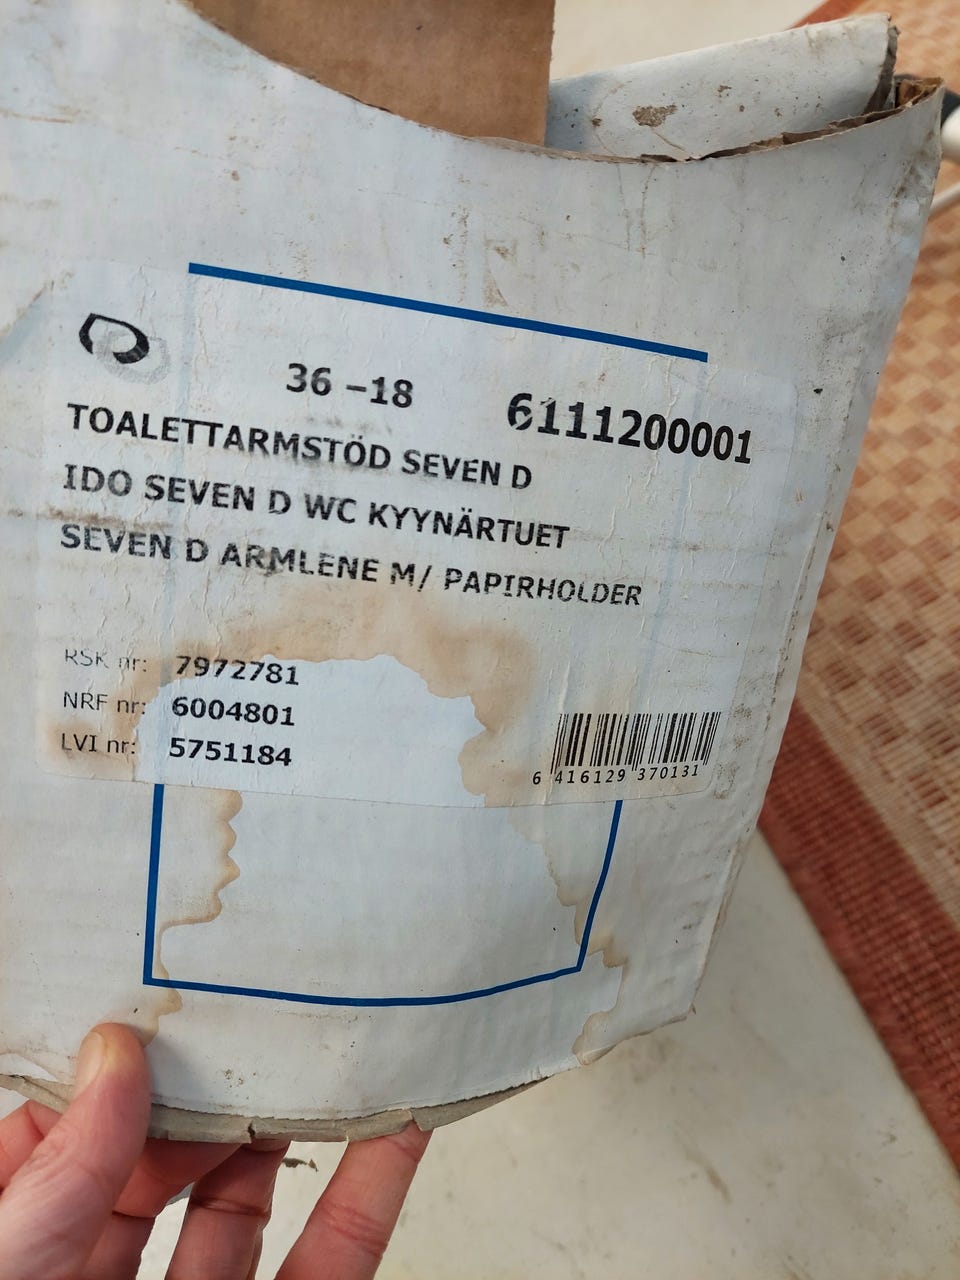 36 –18
6111200001
TOALETTARMSTÖD SEVEN D
IDO SEVEN D WC KYYNÄRTUET
SEVEN D ARMLENE M/ PAPIRHOLDER
RSK nr: 7972781
NRF nr: 6004801
LVI nr: 5751184
6 416129 370131